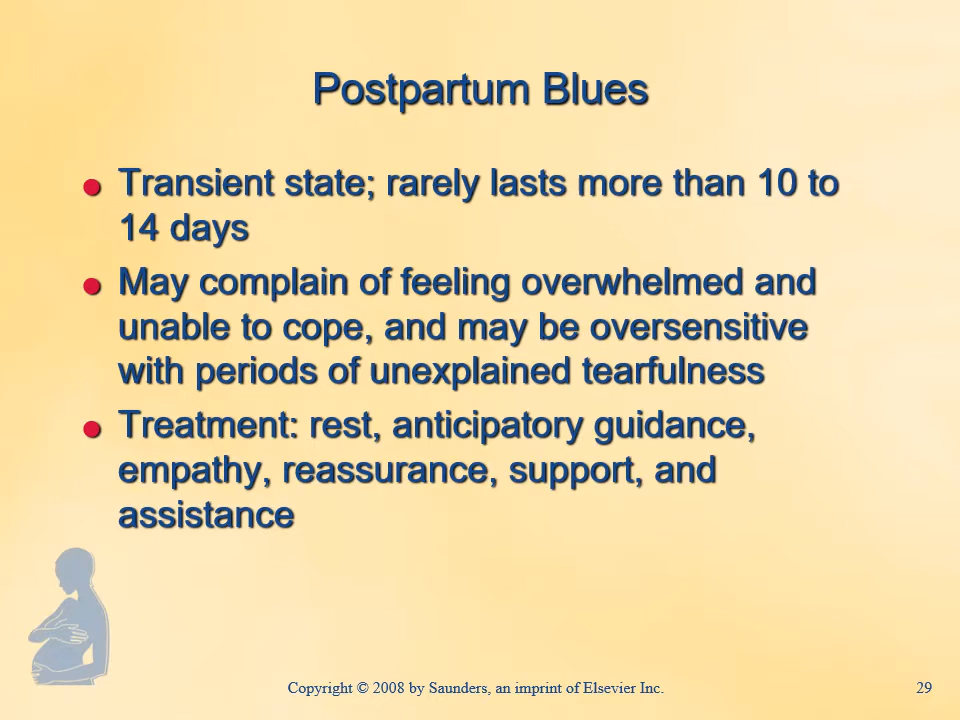 Postpartum Blues
Transient state; rarely lasts more than 10 to
14 days
May complain of feeling overwhelmed and
unable to cope, and may be oversensitive
with periods of unexplained tearfulness
Treatment: rest, anticipatory guidance,
empathy, reassurance, support, and
assistance
Copyright © 2008 by Saunders, an imprint of Elsevier Inc.
29